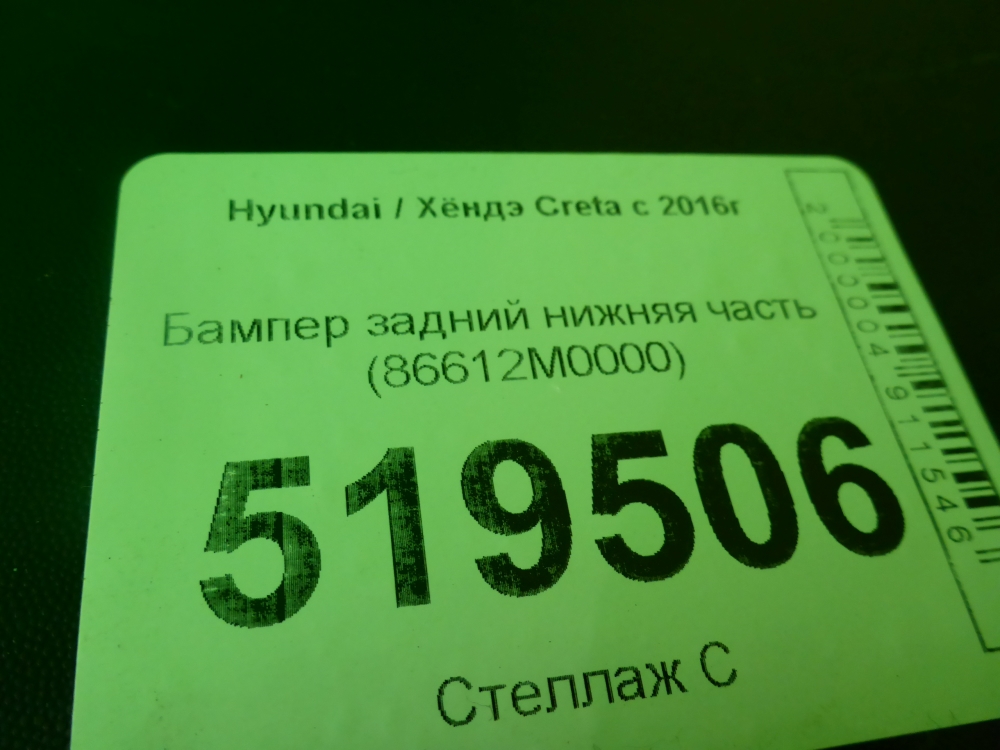 Hyundai / Хёндэ Creta с 2016г
Бампер задний нижняя часть
(86612M0000)
519506
Стеллаж С
2000004911546